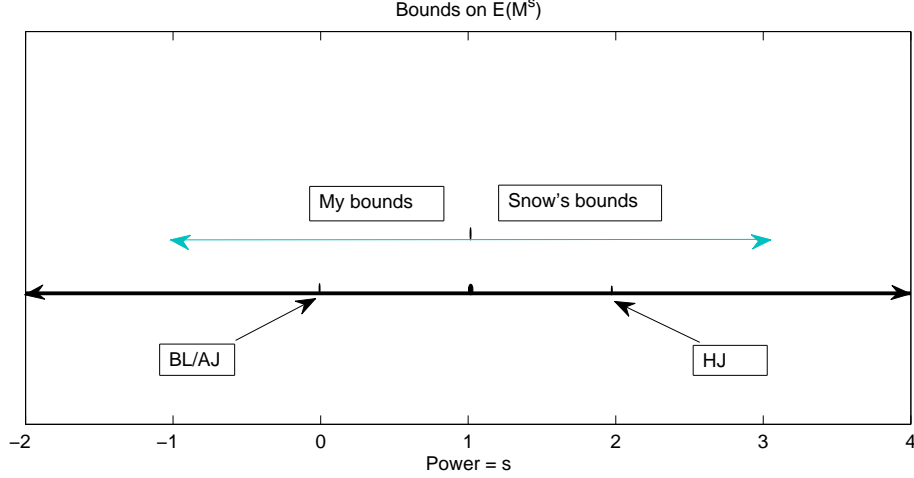 Bounds on E(M^s)
My bounds
Snow's bounds
BL/AJ
HJ
−2 −1 0 1 2 3 4
Power = s